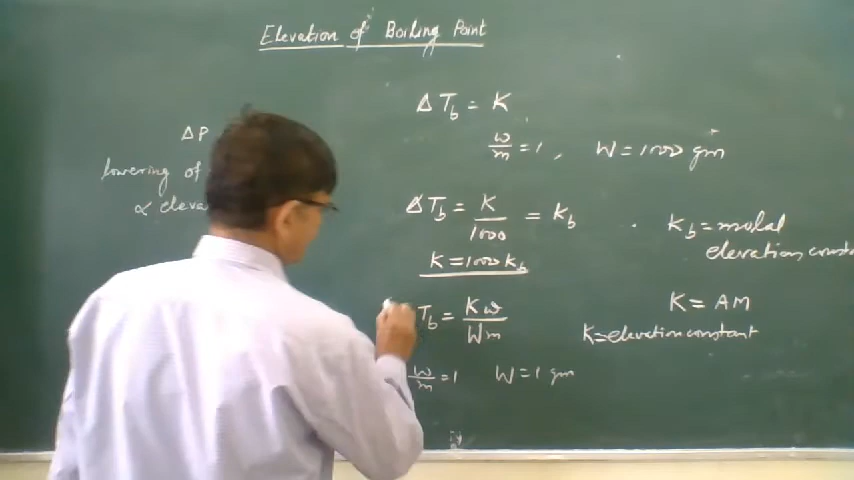 Elevation of Boiling Point
ΔP
lowering of
∝ eleva
ΔT_b = K
w/m = 1, W = 1000 gm
ΔT_b = K/1000 = K_b
K = 1000 K_b
T_b = Kw/Wm
w/m = 1 W = 1 gm
K_b = molal
elevation const
K = AM
K = elevation constant